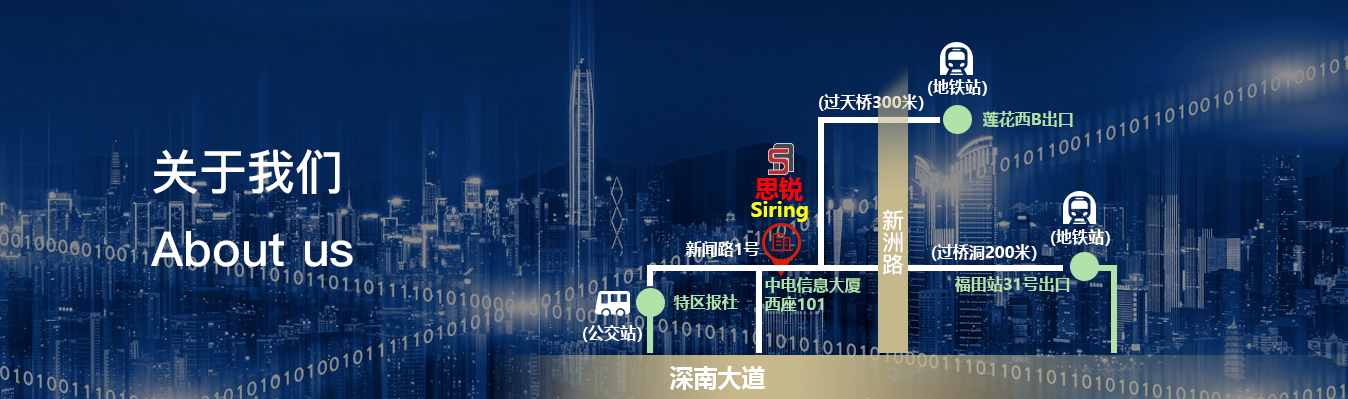 关于我们
About us
(地铁站)
(过天桥300米)
莲花西B出口
思锐
Siring
新洲路
新闻路1号
(地铁站)
(过桥洞200米)
中电信息大厦
西座101
福田站31号出口
特区报社
(公交站)
深南大道